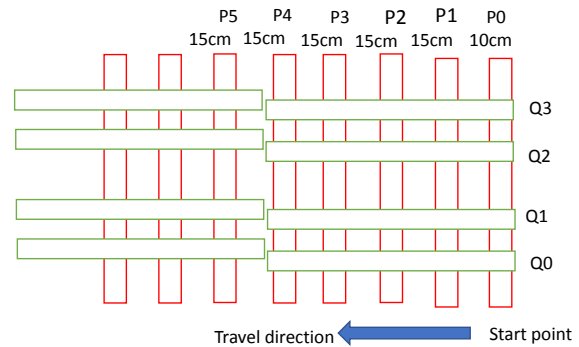 P5 P4 P3 P2 P1 P0
15cm 15cm 15cm 15cm 15cm 10cm
Q3
Q2
Q1
Q0
Travel direction Start point